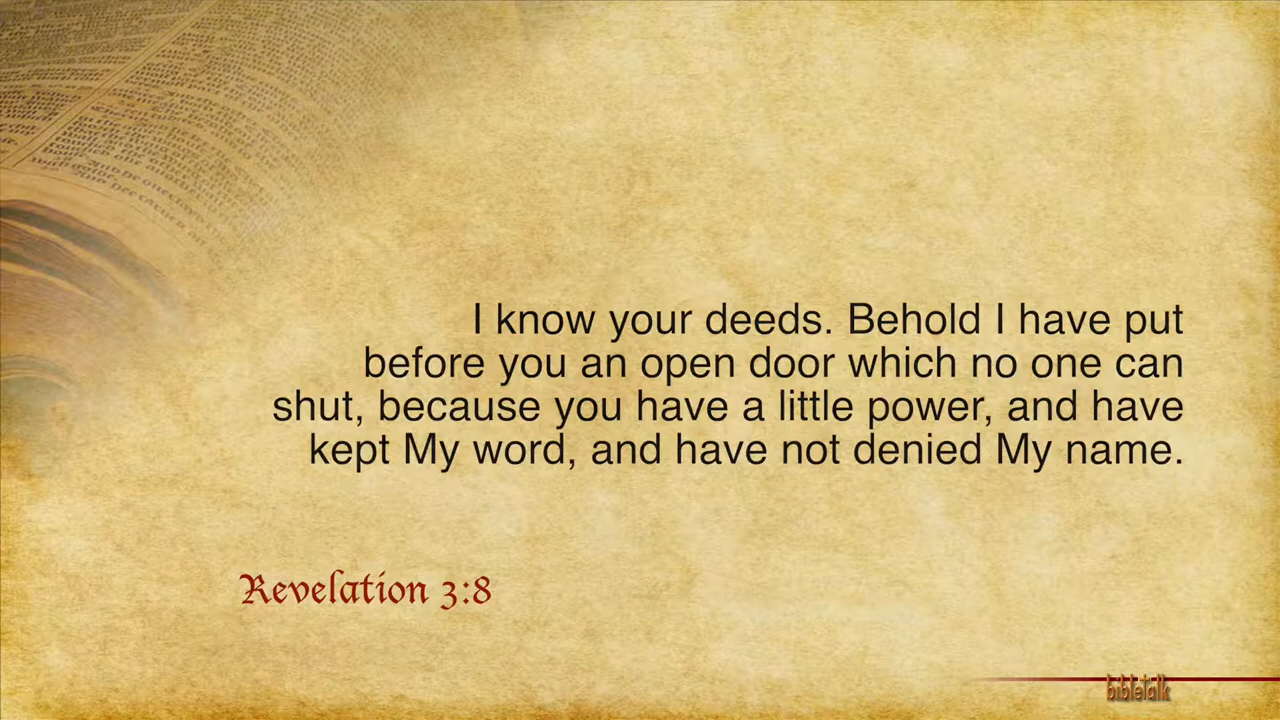 I know your deeds. Behold I have put
before you an open door which no one can
shut, because you have a little power, and have
kept My word, and have not denied My name.
Revelation 3:8
bibletalk